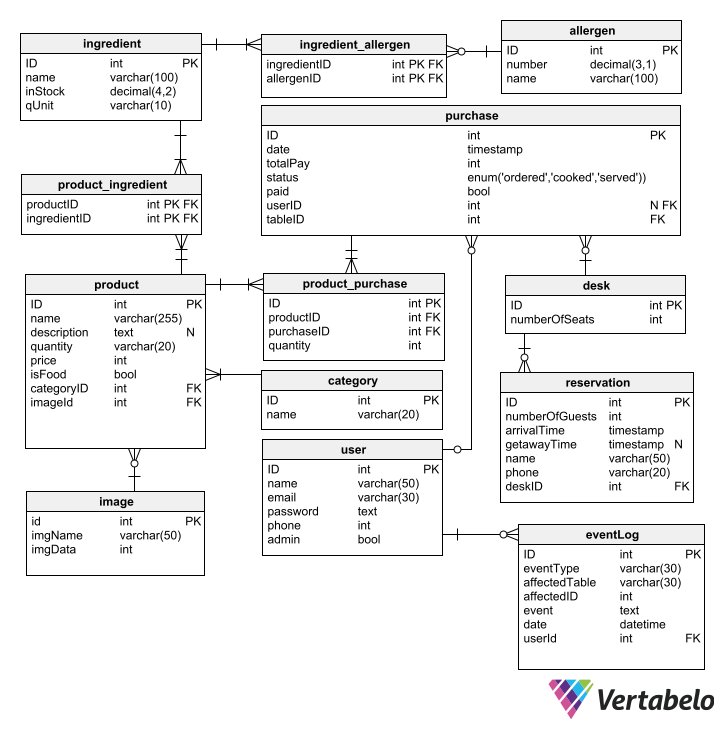 ingredient
ID int PK
name varchar(100)
inStock decimal(4,2)
qUnit varchar(10)
ingredient_allergen
ingredientID int PK FK
allergenID int PK FK
allergen
ID int PK
number decimal(3,1)
name varchar(100)
purchase
ID int PK
date timestamp
totalPay int
status enum('ordered','cooked','served'))
paid bool
userID int N FK
tableID int FK
product_ingredient
productID int PK FK
ingredientID int PK FK
product
ID int PK
name varchar(255)
description text N
quantity varchar(20)
price int
isFood bool
categoryID int FK
imageId int FK
product_purchase
ID int PK
productID int FK
purchaseID int FK
quantity int
desk
ID int PK
numberOfSeats int
category
ID int PK
name varchar(20)
reservation
ID int PK
numberOfGuests int
arrivalTime timestamp
getawayTime timestamp N
name varchar(50)
phone varchar(20)
deskID int FK
user
ID int PK
name varchar(50)
email varchar(30)
password text
phone int
admin bool
image
id int PK
imgName varchar(50)
imgData int
eventLog
ID int PK
eventType varchar(30)
affectedTable varchar(30)
affectedID int
event text
date datetime
userId int FK
Vertabelo